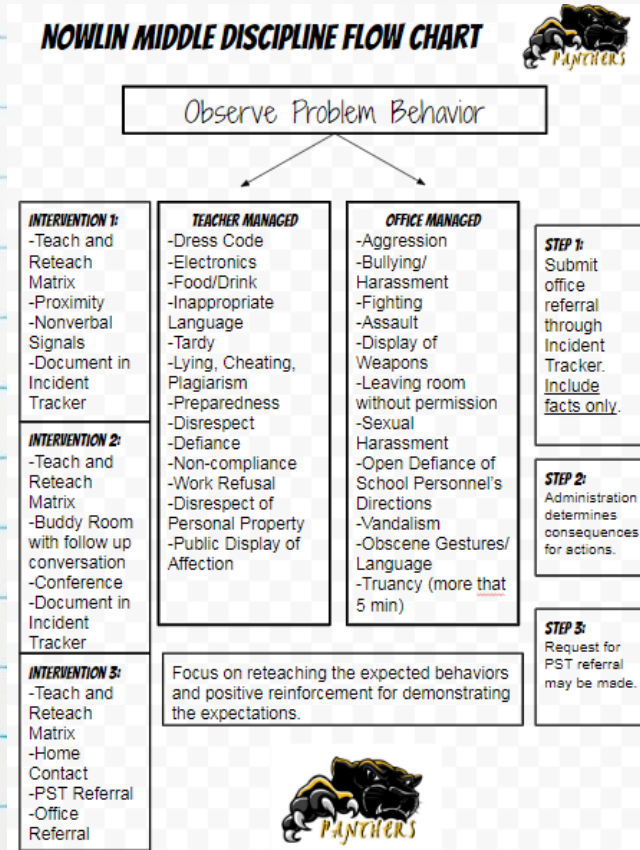 NOWLIN MIDDLE DISCIPLINE FLOW CHART
PANTHERS
Observe Problem Behavior
INTERVENTION 1:
-Teach and
Reteach
Matrix
-Proximity
-Nonverbal
Signals
-Document in
Incident
Tracker
INTERVENTION 2:
-Teach and
Reteach
Matrix
-Buddy Room
with follow up
conversation
-Conference
-Document in
Incident
Tracker
INTERVENTION 3:
-Teach and
Reteach
Matrix
-Home
Contact
-PST Referral
-Office
Referral
TEACHER MANAGED
-Dress Code
-Electronics
-Food/Drink
-Inappropriate
Language
-Tardy
-Lying, Cheating,
Plagiarism
-Preparedness
-Disrespect
-Defiance
-Non-compliance
-Work Refusal
-Disrespect of
Personal Property
-Public Display of
Affection
OFFICE MANAGED
-Aggression
-Bullying/
Harassment
-Fighting
-Assault
-Display of
Weapons
-Leaving room
without permission
-Sexual
Harassment
-Open Defiance of
School Personnel's
Directions
-Vandalism
-Obscene Gestures/
Language
-Truancy (more that
5 min)
STEP 1:
Submit
office
referral
through
Incident
Tracker.
Include
facts only.
STEP 2:
Administration
determines
consequences
for actions.
STEP 3:
Request for
PST referral
may be made.
Focus on reteaching the expected behaviors
and positive reinforcement for demonstrating
the expectations.
PANTHERS